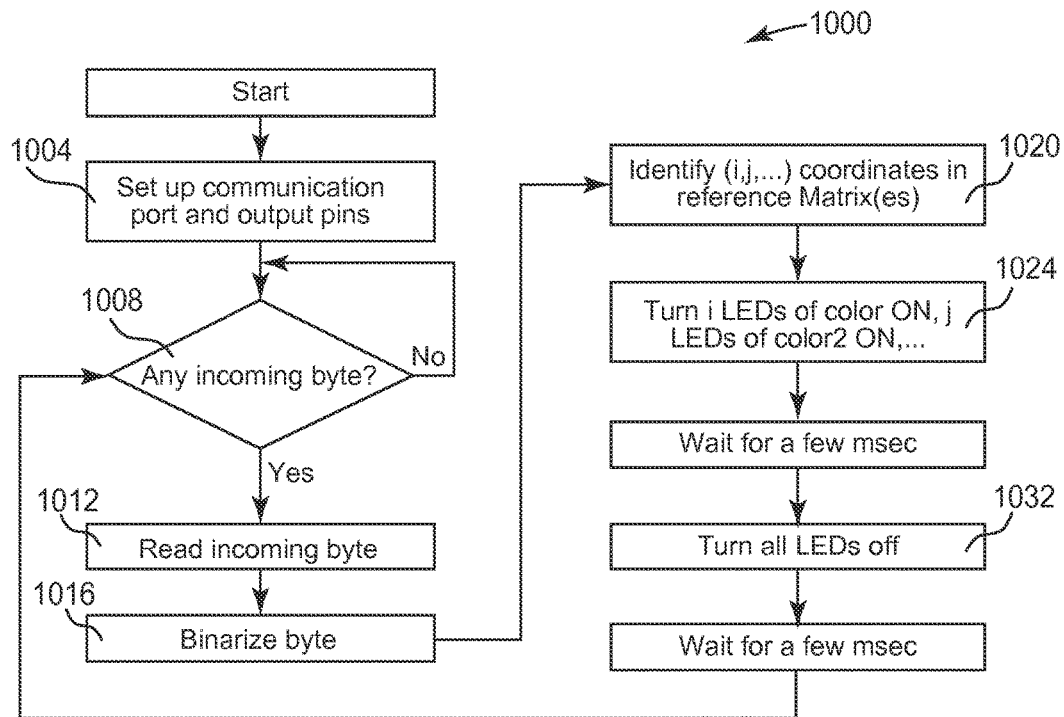 1000
Start
1004
Set up communication
port and output pins
1008
Any incoming byte?
No
Yes
1012
Read incoming byte
1016
Binarize byte
1020
Identify (i,j,...) coordinates in
reference Matrix(es)
1024
Turn i LEDs of color ON, j
LEDs of color2 ON,...
Wait for a few msec
1032
Turn all LEDs off
Wait for a few msec